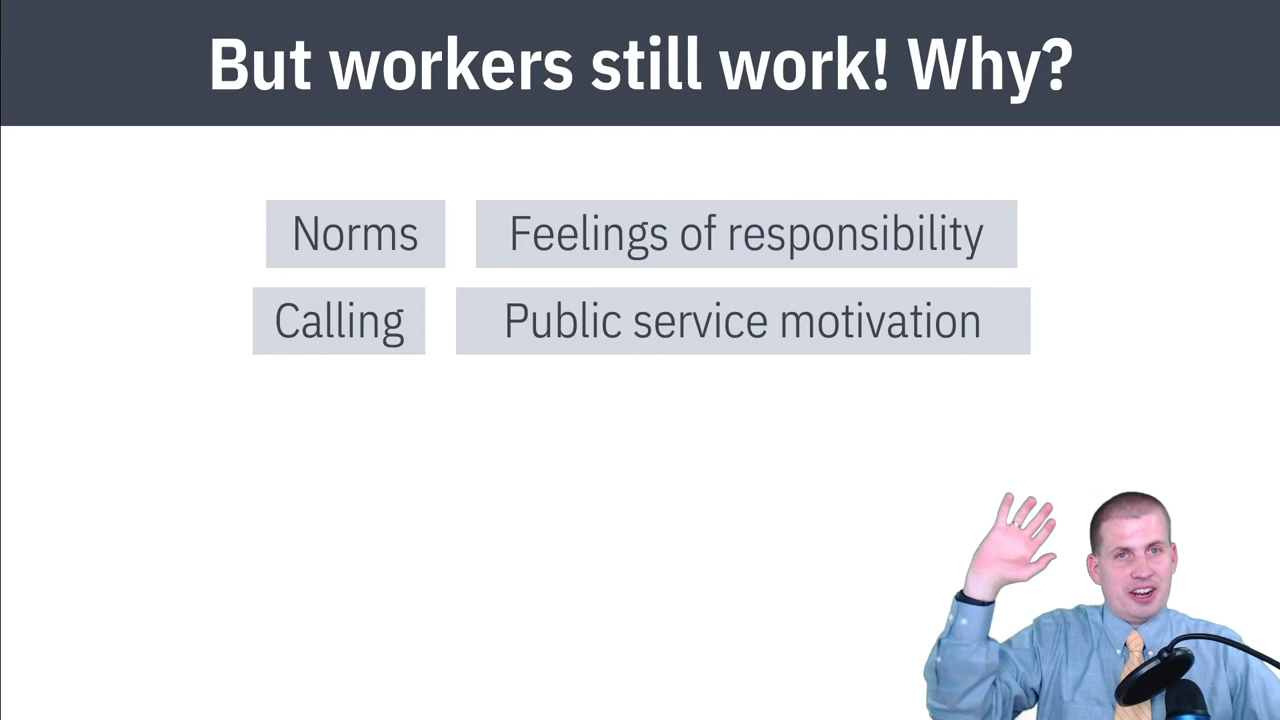 But workers still work! Why?
Norms Feelings of responsibility
Calling Public service motivation